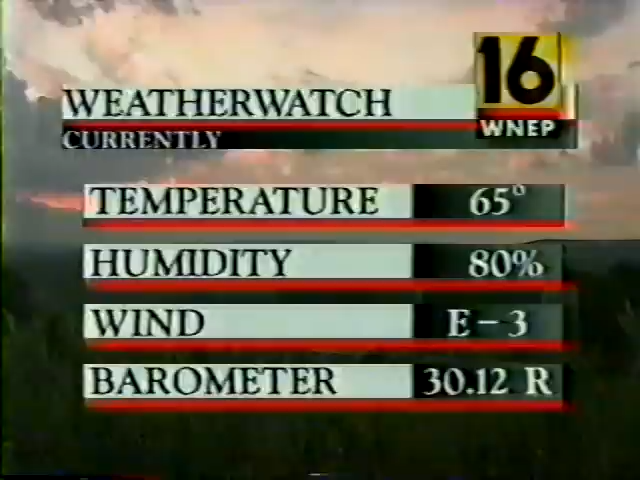 16
WNEP
WEATHERWATCH
CURRENTLY
TEMPERATURE 65°
HUMIDITY 80%
WIND E-3
BAROMETER 30.12 R